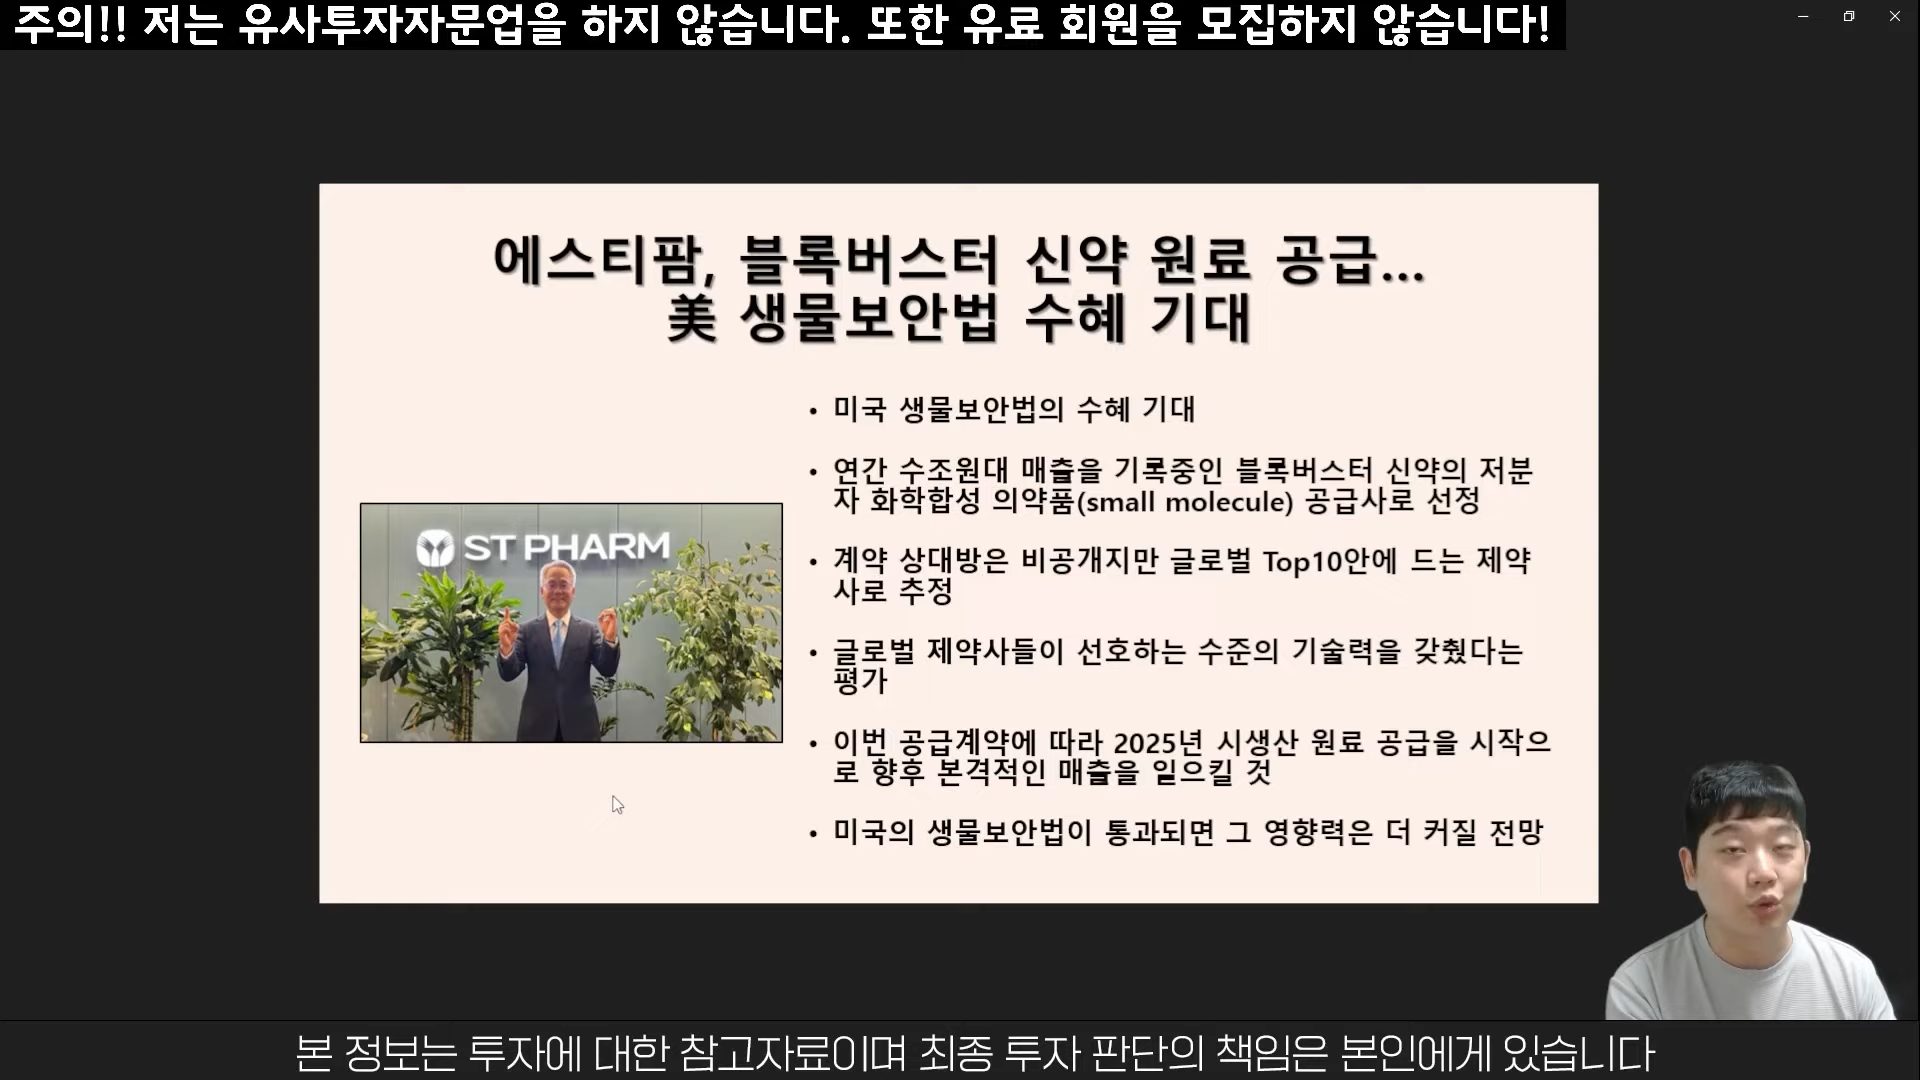 주의!! 저는 유사투자자문업을 하지 않습니다. 또한 유료 회원을 모집하지 않습니다!
에스티팜, 블록버스터 신약 원료 공급...
美 생물보안법 수혜 기대
• 미국 생물보안법의 수혜 기대
• 연간 수조원대 매출을 기록중인 블록버스터 신약의 저분
자 화학합성 의약품(small molecule) 공급사로 선정
• 계약 상대방은 비공개지만 글로벌 Top10안에 드는 제약
사로 추정
• 글로벌 제약사들이 선호하는 수준의 기술력을 갖췄다는
평가
• 이번 공급계약에 따라 2025년 시생산 원료 공급을 시작으
로 향후 본격적인 매출을 일으킬 것
• 미국의 생물보안법이 통과되면 그 영향력은 더 커질 전망
ST PHARM
본 정보는 투자에 대한 참고자료이며 최종 투자 판단의 책임은 본인에게 있습니다